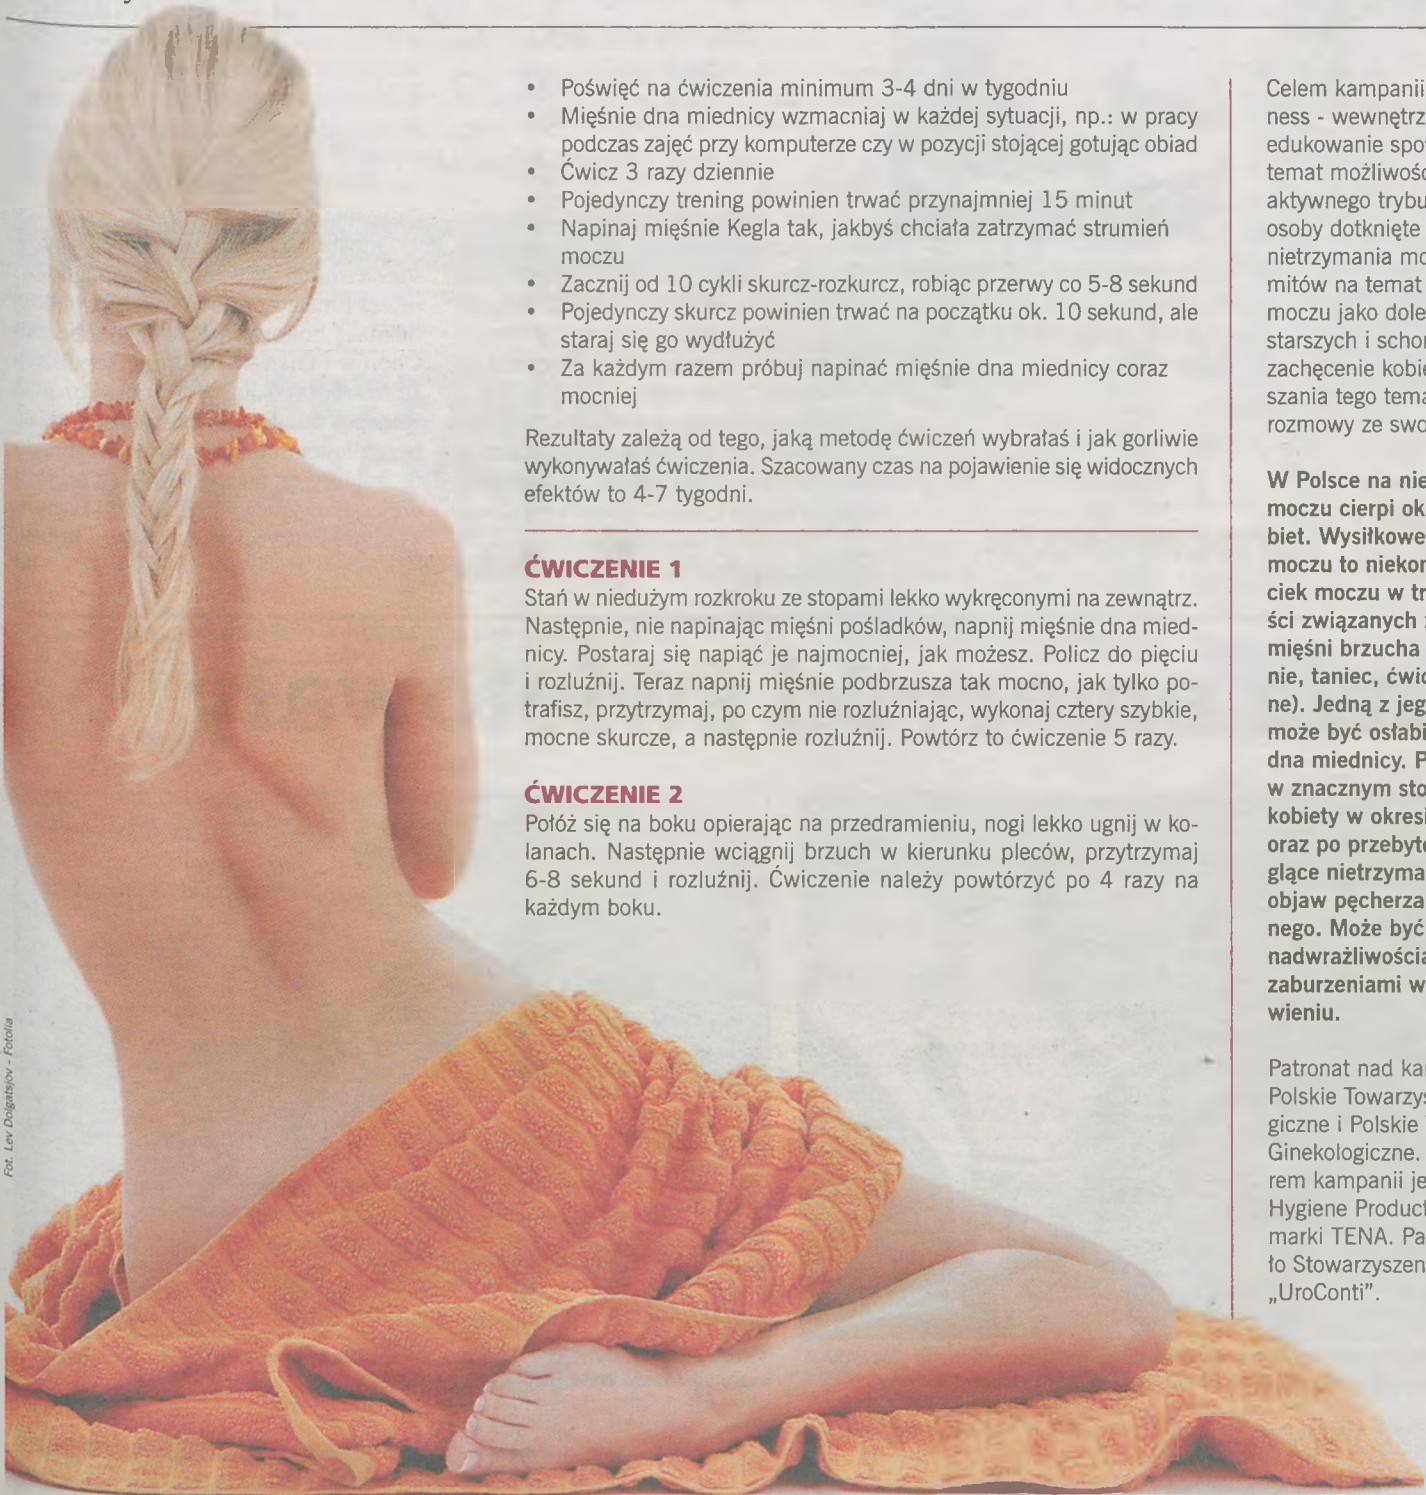 • Poświęć na ćwiczenia minimum 3-4 dni w tygodniu
• Mięśnie dna miednicy wzmacniaj w każdej sytuacji, np.: w pracy
podczas zajęć przy komputerze czy w pozycji stojącej gotując obiad
• Ćwicz 3 razy dziennie
• Pojedynczy trening powinien trwać przynajmniej 15 minut
• Napinaj mięśnie Kegla tak, jakbyś chciała zatrzymać strumień
moczu
• Zacznij od 10 cykli skurcz-rozkurcz, robiąc przerwy co 5-8 sekund
• Pojedynczy skurcz powinien trwać na początku ok. 10 sekund, ale
staraj się go wydłużyć
• Za każdym razem próbuj napinać mięśnie dna miednicy coraz
mocniej
Rezultaty zależą od tego, jaką metodę ćwiczeń wybrałaś i jak gorliwie
wykonywałaś ćwiczenia. Szacowany czas na pojawienie się widocznych
efektów to 4-7 tygodni.
ĆWICZENIE 1
Stań w niedużym rozkroku ze stopami lekko wykręconymi na zewnątrz.
Następnie, nie napinając mięśni pośladków, napnij mięśnie dna mied-
nicy. Postaraj się napiąć je najmocniej, jak możesz. Policz do pięciu
i rozluźnij. Teraz napnij mięśnie podbrzusza tak mocno, jak tylko po-
trafisz, przytrzymaj, po czym nie rozluźniając, wykonaj cztery szybkie,
mocne skurcze, a następnie rozluźnij. Powtórz to ćwiczenie 5 razy.
ĆWICZENIE 2
Połóż się na boku opierając na przedramieniu, nogi lekko ugnij w ko-
lanach. Następnie wciągnij brzuch w kierunku pleców, przytrzymaj
6-8 sekund i rozluźnij. Ćwiczenie należy powtórzyć po 4 razy na
każdym boku.
Celem kampanii
ness - wewnętrz
edukowanie spo
temat możliwoś
aktywnego trybu
osoby dotknięte
nietrzymania mo
mitów na temat
moczu jako dole
starszych i scho
zachęcenie kobie
szania tego tema
rozmowy ze swo
W Polsce na nie
moczu cierpi ok
biet. Wysiłkowe
moczu to niekon
ciek moczu w tr
ści związanych
mięśni brzucha
nie, taniec, ćwic
ne). Jedną z jeg
może być osłabi
dna miednicy. P
w znacznym sto
kobiety w okresi
oraz po przebyt
glące nietrzyma
objaw pęcherza
nego. Może być
nadwrażliwości
zaburzeniami w
wieniu.
Patronat nad ka
Polskie Towarzys
giczne i Polskie
Ginekologiczne.
rem kampanii je
Hygiene Product
marki TENA. Pa
ło Stowarzyszen
„UroConti”.
Fot. Lev Dolgatsjov - Fotolia